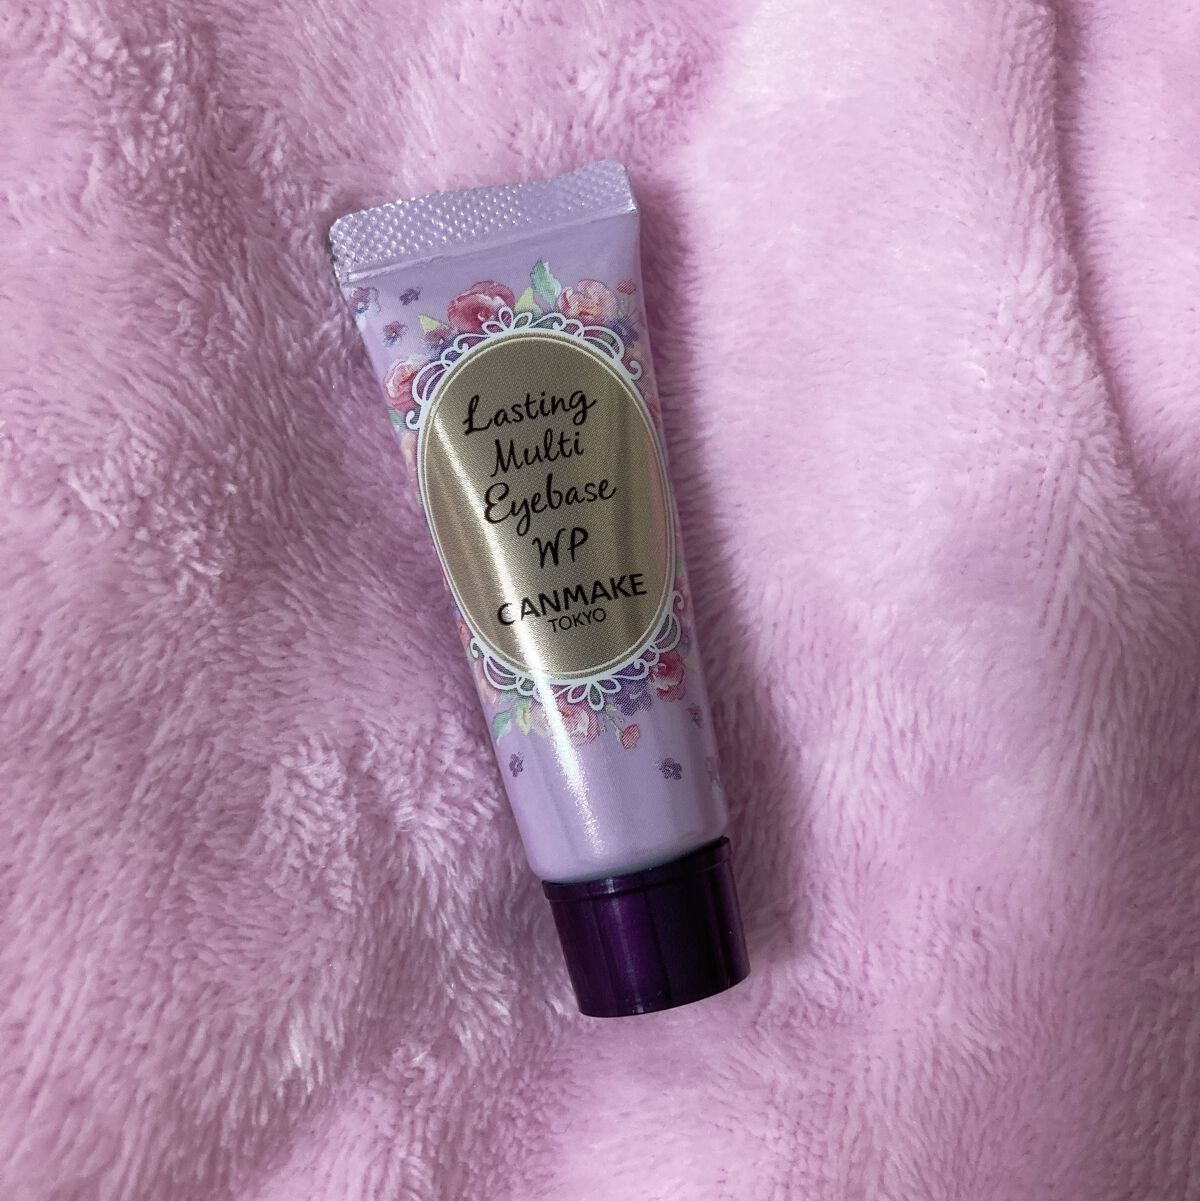 Lasting
Multi
Eyebase
WP
CANMAKE
TOKYO